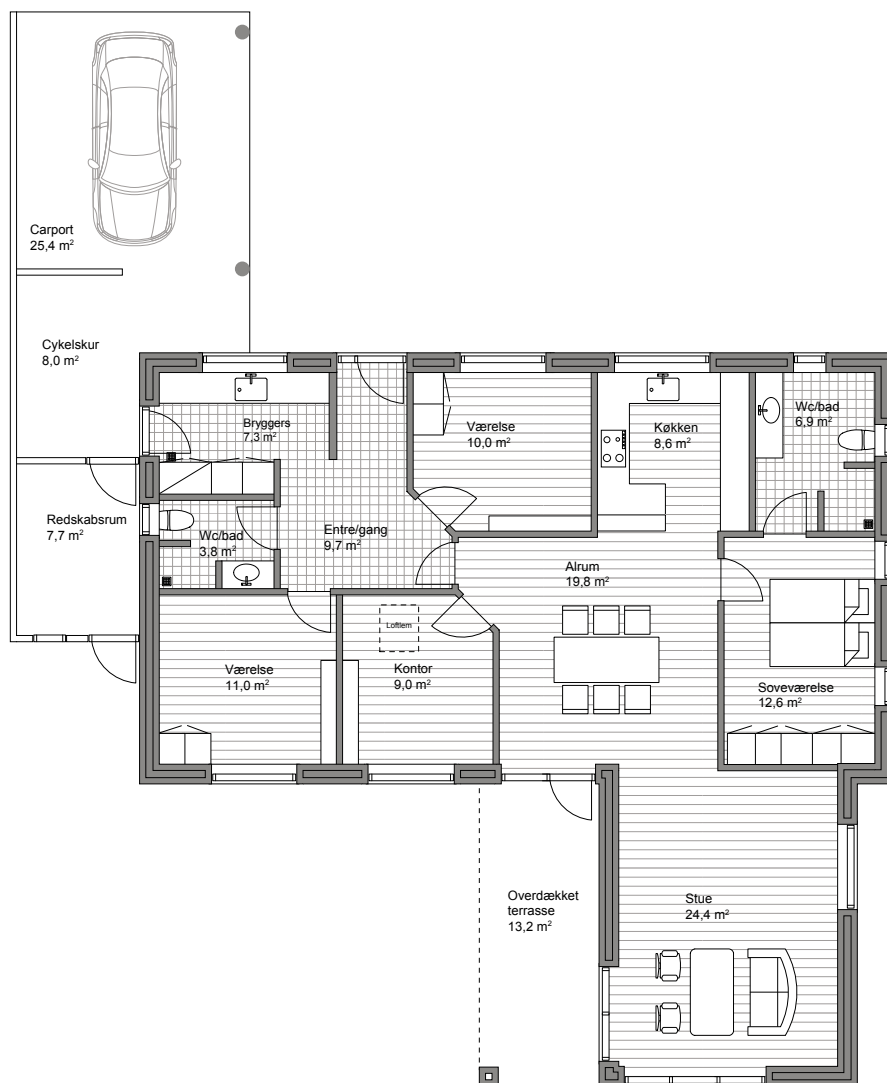 Carport
25,4 m²
Cykelskur
8,0 m²
Bryggers
7,3 m²
Værelse
10,0 m²
Køkken
8,6 m²
Wc/bad
6,9 m²
Redskabsrum
7,7 m²
Wc/bad
3,8 m²
Entre/gang
9,7 m²
Alrum
19,8 m²
Loftlem
Værelse
11,0 m²
Kontor
9,0 m²
Soveværelse
12,6 m²
Overdækket
terrasse
13,2 m²
Stue
24,4 m²